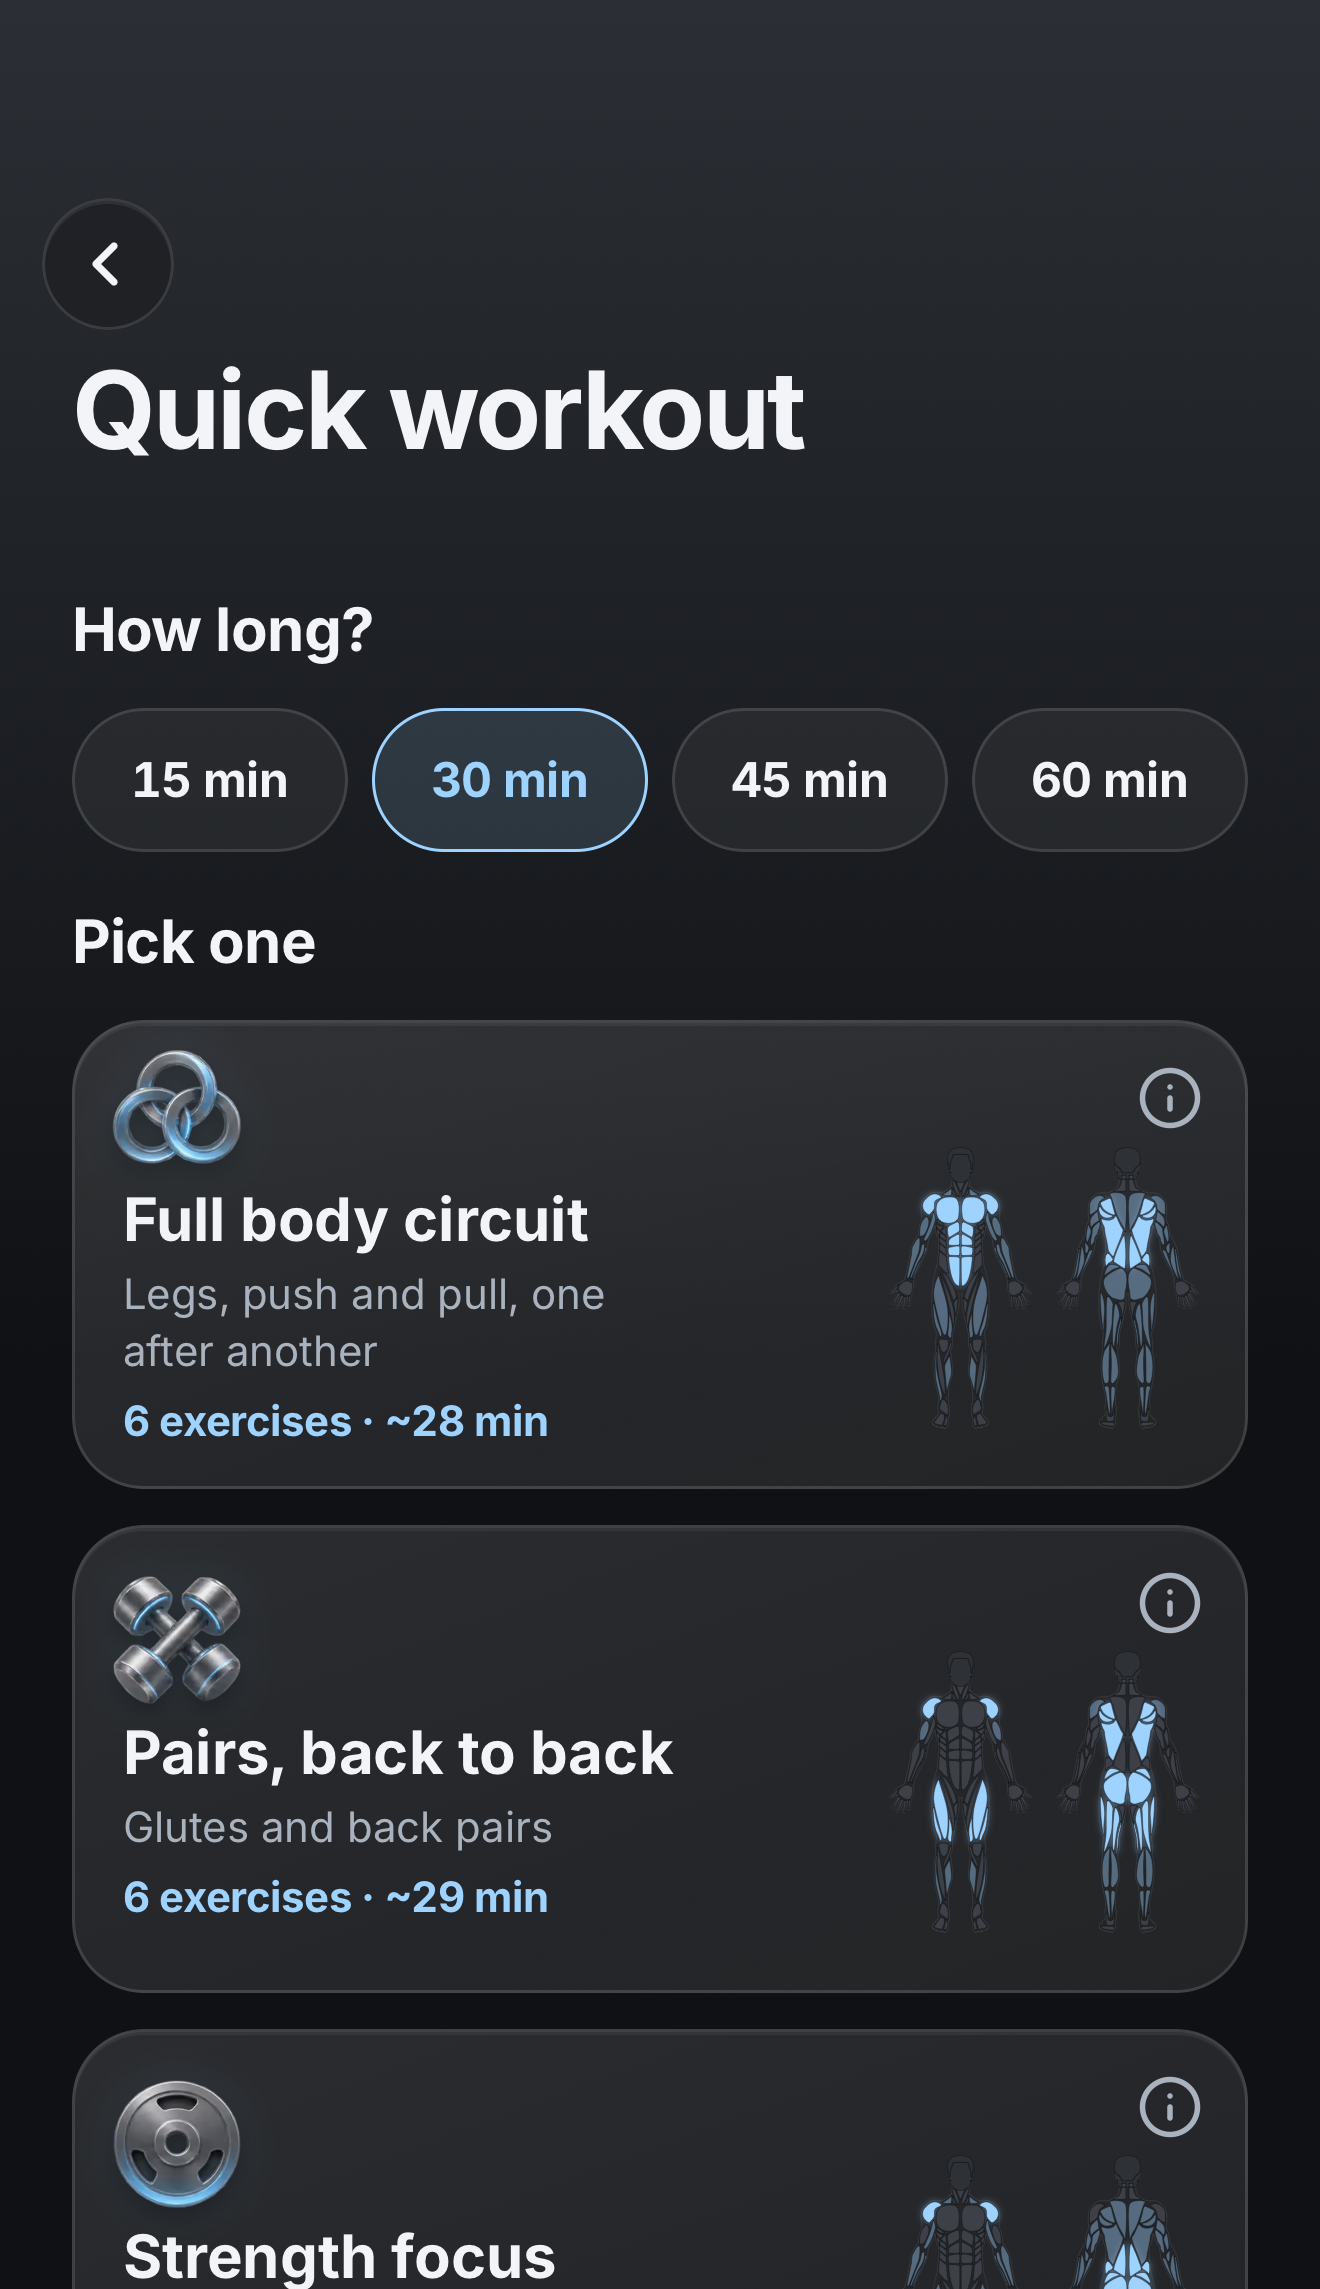 Quick workout
How long?
15 min
30 min
45 min
60 min
Pick one
Full body circuit
Legs, push and pull, one
after another
6 exercises · ~28 min
Pairs, back to back
Glutes and back pairs
6 exercises · ~29 min
Strength focus